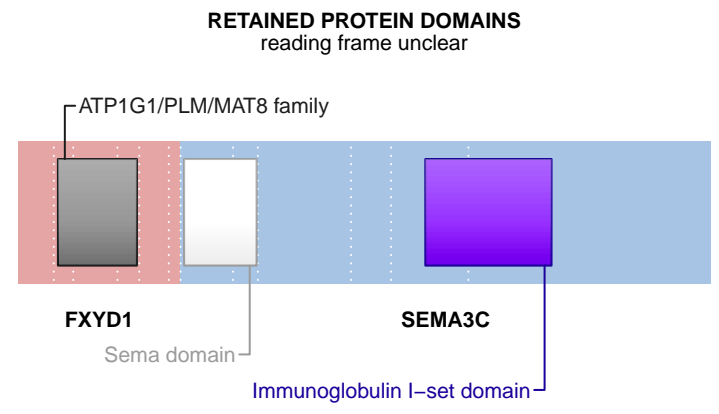 RETAINED PROTEIN DOMAINS
reading frame unclear
ATP1G1/PLM/MAT8 family
FXYD1
SEMA3C
Sema domain
Immunoglobulin I−set domain